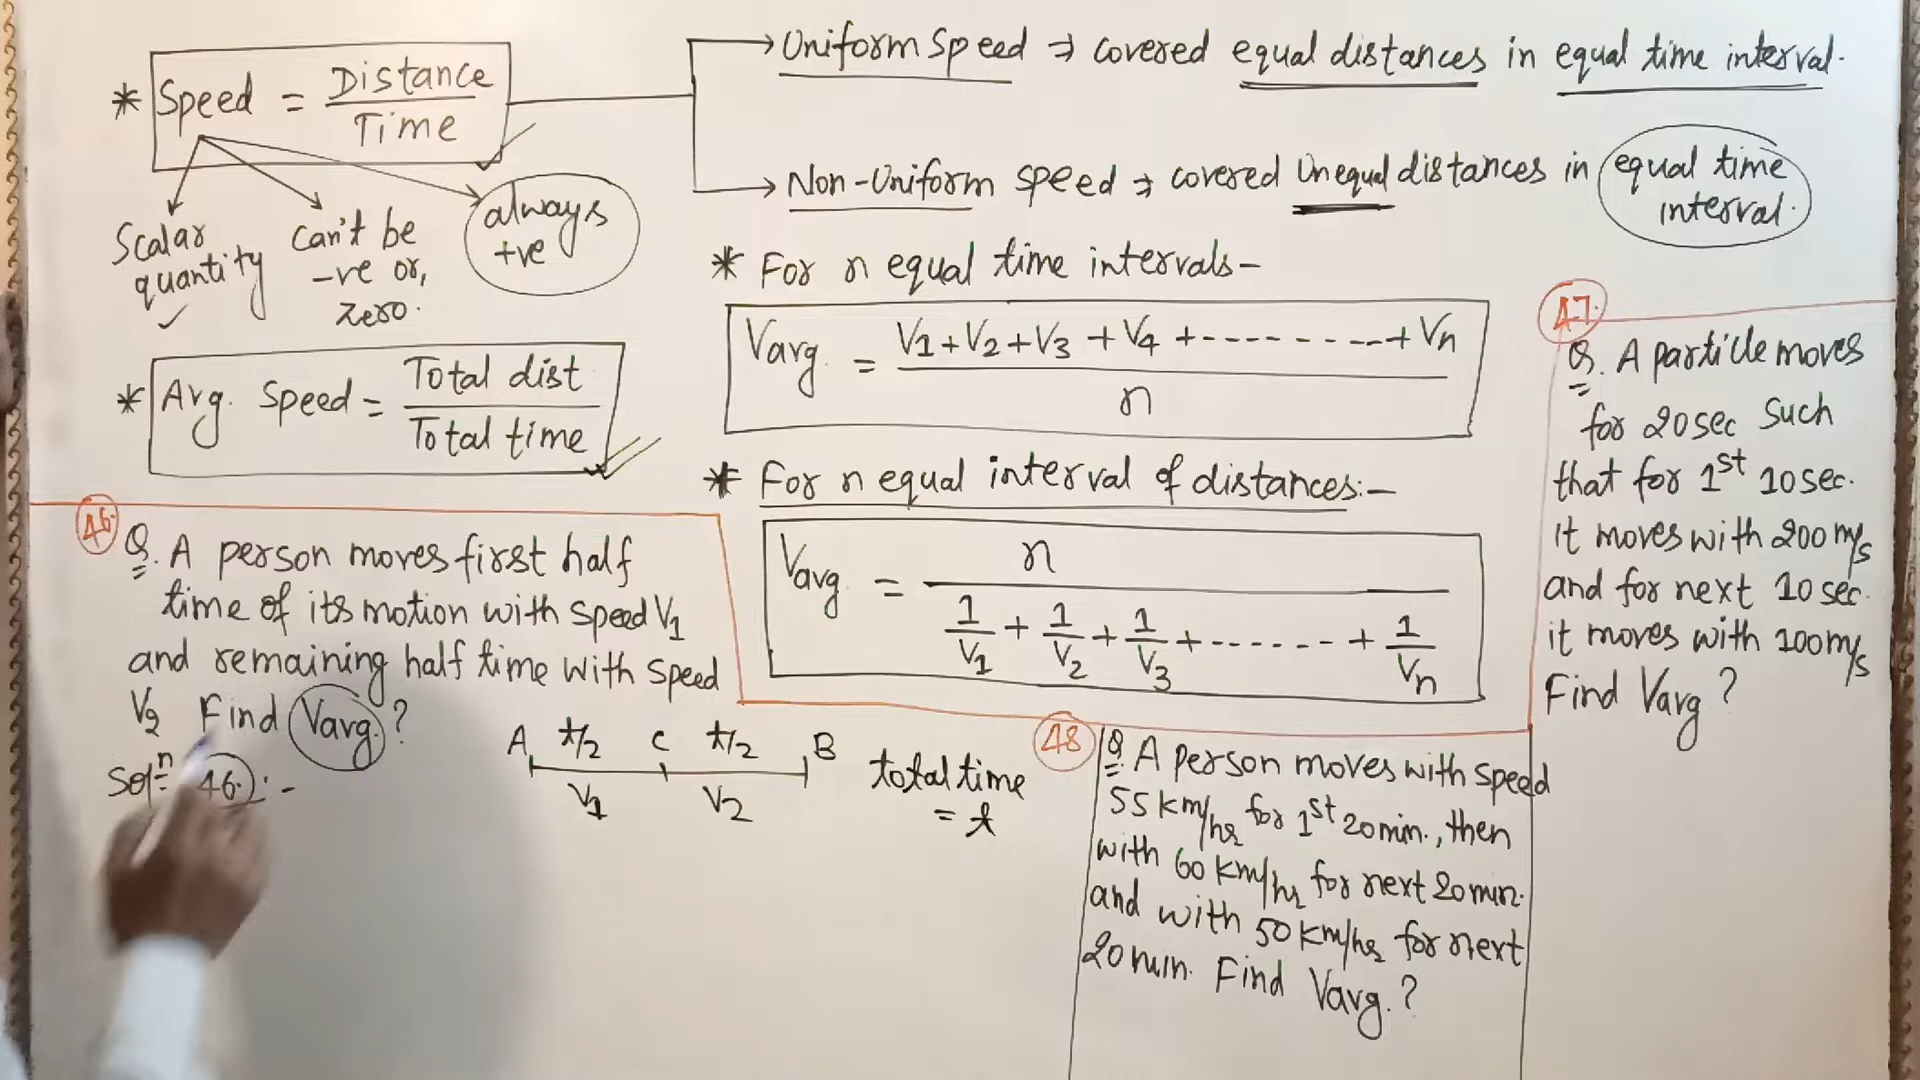 * Speed = Distance / Time
Scalar quantity
can't be -ve or, zero.
always +ve
→ Uniform Speed ⇒ covered equal distances in equal time interval.
→ Non-Uniform speed ⇒ covered Unequal distances in equal time interval.
* Avg. Speed = Total dist / Total time
* For n equal time intervals-
Vavg. = V1+V2+V3+V4+---------+Vn / n
* For n equal interval of distances:-
Vavg. = n / 1/V1 + 1/V2 + 1/V3 +------+ 1/Vn
46.
Q. A person moves first half
time of its motion with speed V1
and remaining half time with speed
V2 Find Vavg.?
Solⁿ 46.):-
A t/2 C t/2 B
V1 V2
total time
= t
47.
Q. A particle moves
for 20sec Such
that for 1st 10sec.
it moves with 200m/s
and for next 10sec.
it moves with 100m/s
Find Vavg?
48
Q. A person moves with speed
55 km/hr for 1st 20min., then
with 60 km/hr for next 20min.
and with 50 km/hr for next
20min. Find Vavg.?